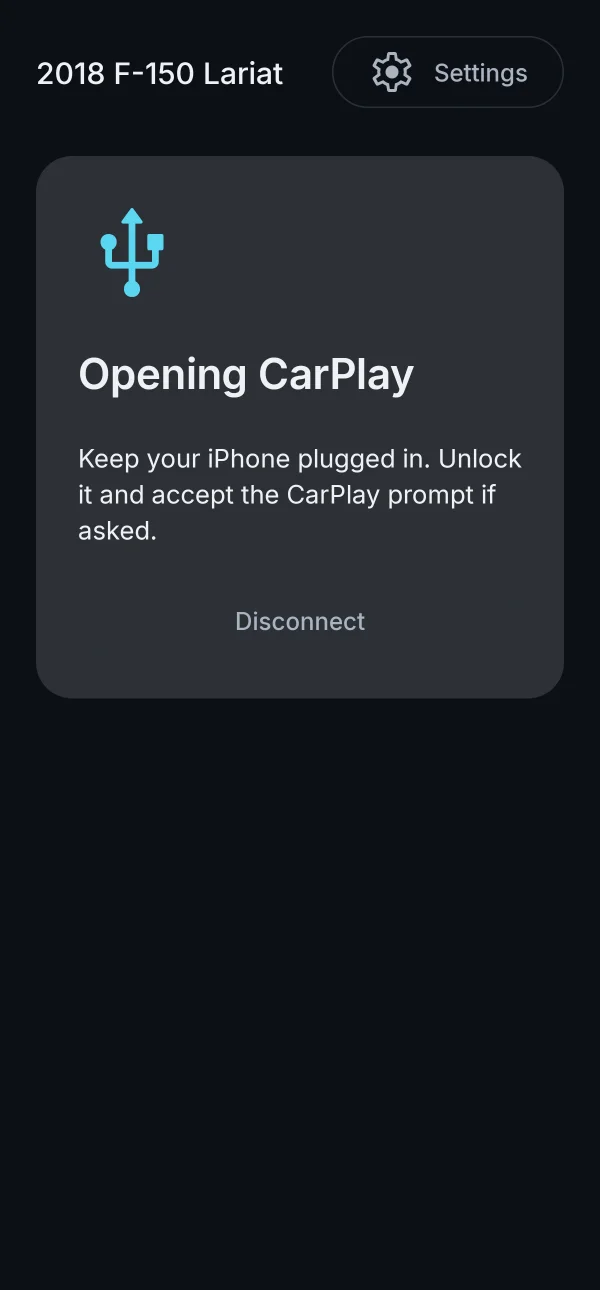 2018 F-150 Lariat
Settings
Opening CarPlay
Keep your iPhone plugged in. Unlock
it and accept the CarPlay prompt if
asked.
Disconnect